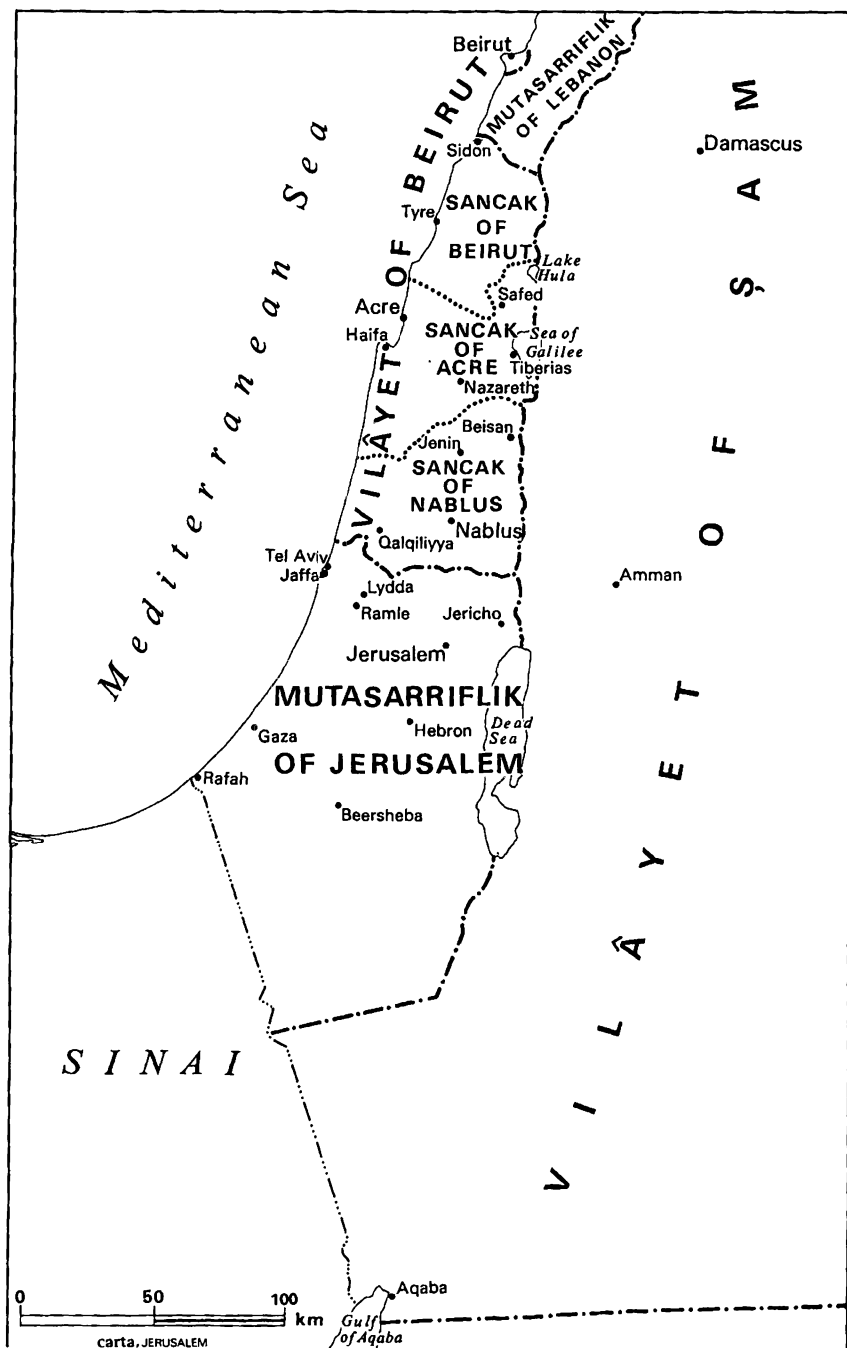 Beirut
MUTASARRIFLIK
OF LEBANON
Damascus
Sidon
VILÂYET OF BEIRUT
SANCAK
OF
BEIRUT
Tyre
Lake
Hula
Safed
Acre
Haifa
SANCAK
OF
ACRE
Sea of
Galilee
Tiberias
Nazareth
Beisan
Jenin
SANCAK
OF
NABLUS
Nablus
Qalqiliyya
Tel Aviv
Jaffa
Lydda
Ramle
Jericho
Amman
Jerusalem
MUTASARRIFLIK
OF JERUSALEM
Hebron
Dead
Sea
Gaza
Rafah
Beersheba
Mediterranean Sea
VILÂYET OF ŞAM
SINAI
Aqaba
Gulf
of Aqaba
0 50 100
km
carta, JERUSALEM